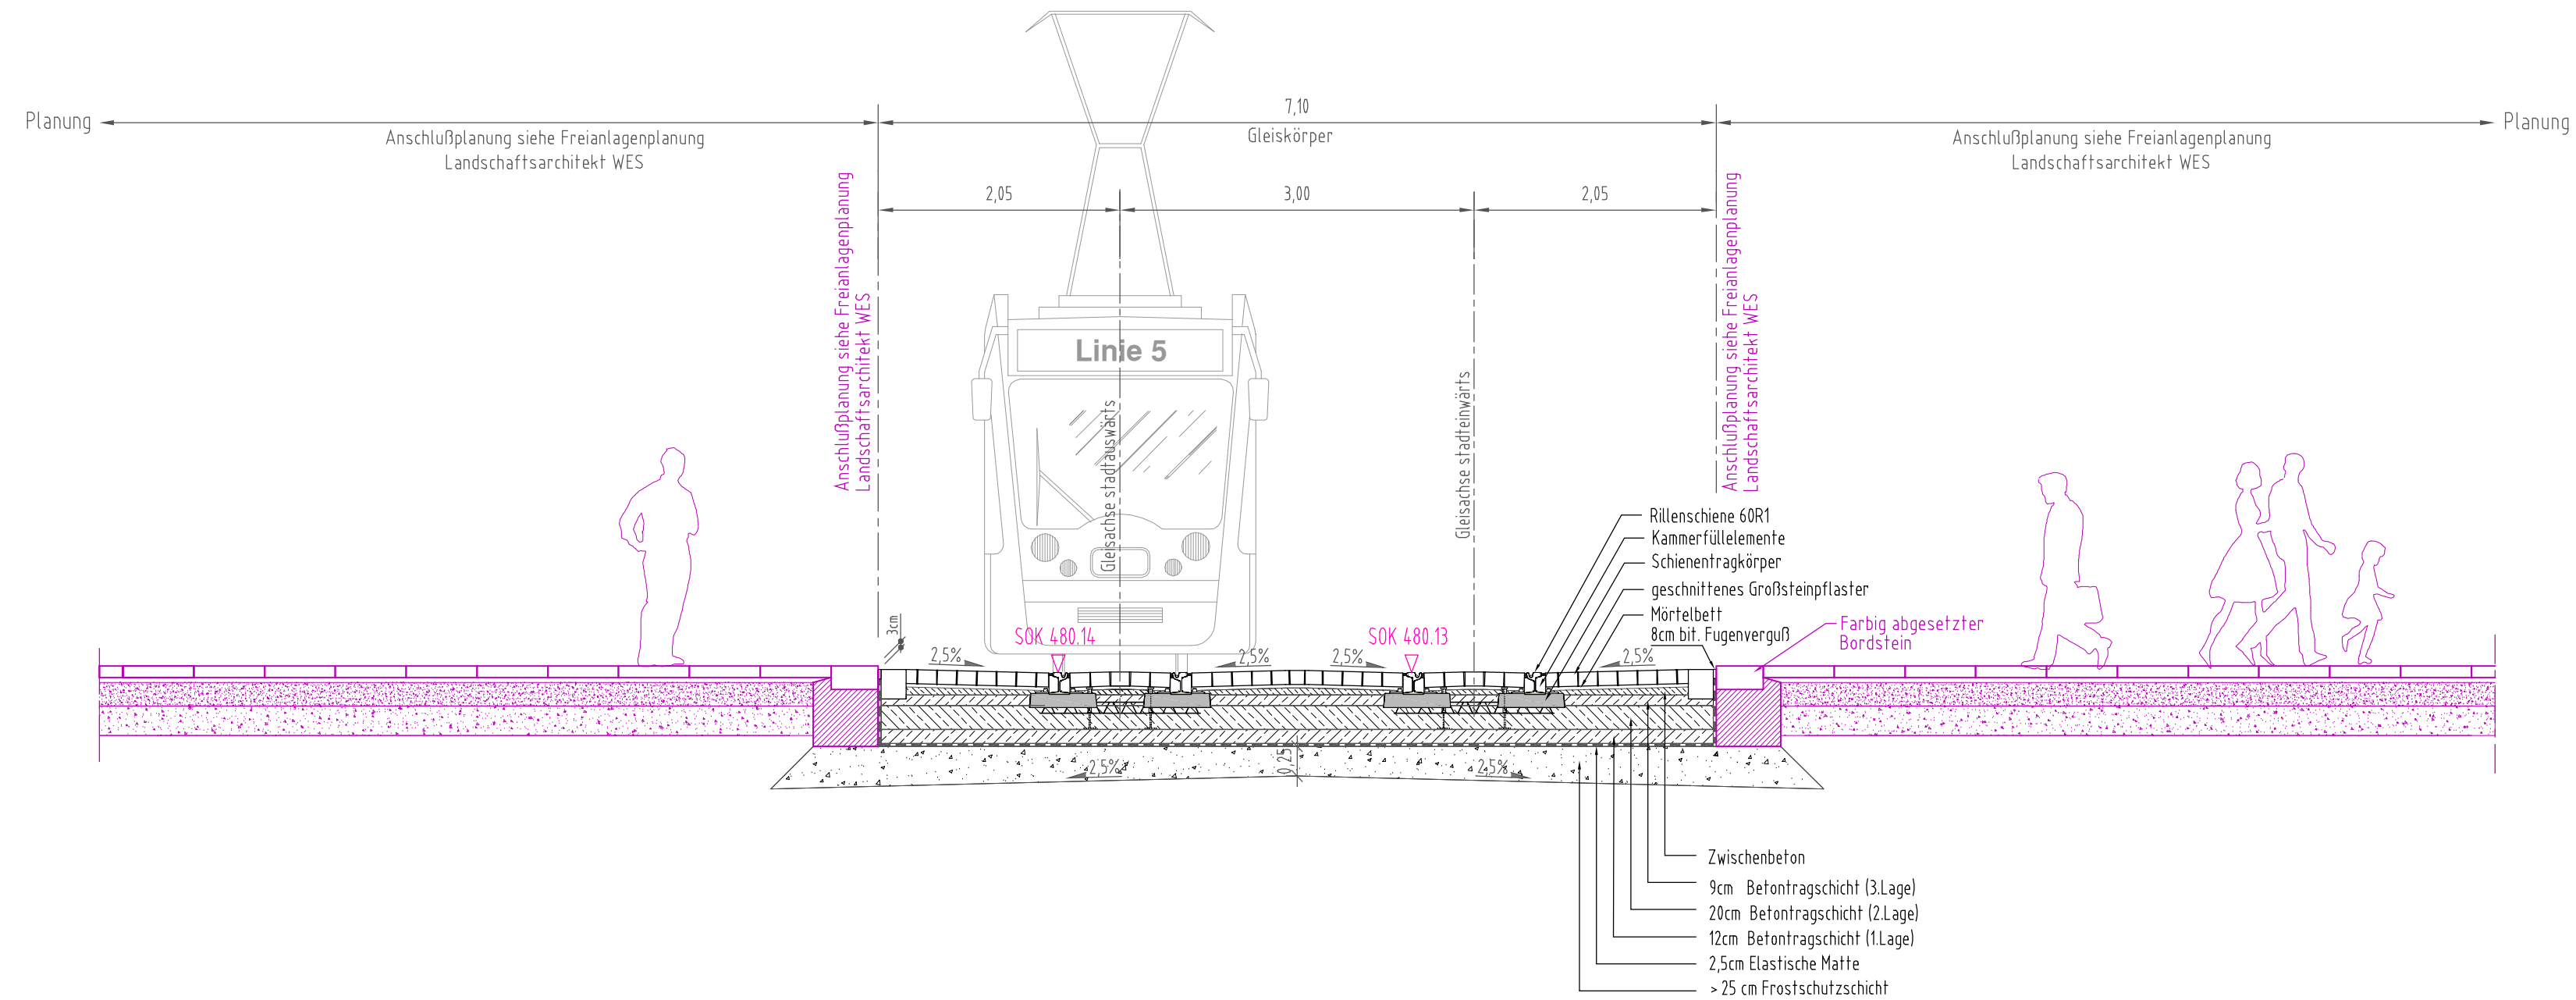 7,10
Planung
Planung
Anschlußplanung siehe Freianlagenplanung
Landschaftsarchitekt WES
Gleiskörper
Anschlußplanung siehe Freianlagenplanung
Landschaftsarchitekt WES
2,05
3,00
2,05
Anschlußplanung siehe Freianlagenplanung
Landschaftsarchitekt WES
Anschlußplanung siehe Freianlagenplanung
Landschaftsarchitekt WES
Linie 5
Gleisachse stadtauswärts
Gleisachse stadteinwärts
Rillenschiene 60R1
Kammerfüllelemente
Schienentragkörper
geschnittenes Großsteinpflaster
Mörtelbett
8cm bit. Fugenverguß
Farbig abgesetzter
Bordstein
3cm
SOK 480.14
SOK 480.13
2,5%
2,5%
2,5%
2,5%
2,5%
0,25
2,5%
Zwischenbeton
9cm Betontragschicht (3.Lage)
20cm Betontragschicht (2.Lage)
12cm Betontragschicht (1.Lage)
2,5cm Elastische Matte
> 25 cm Frostschutzschicht